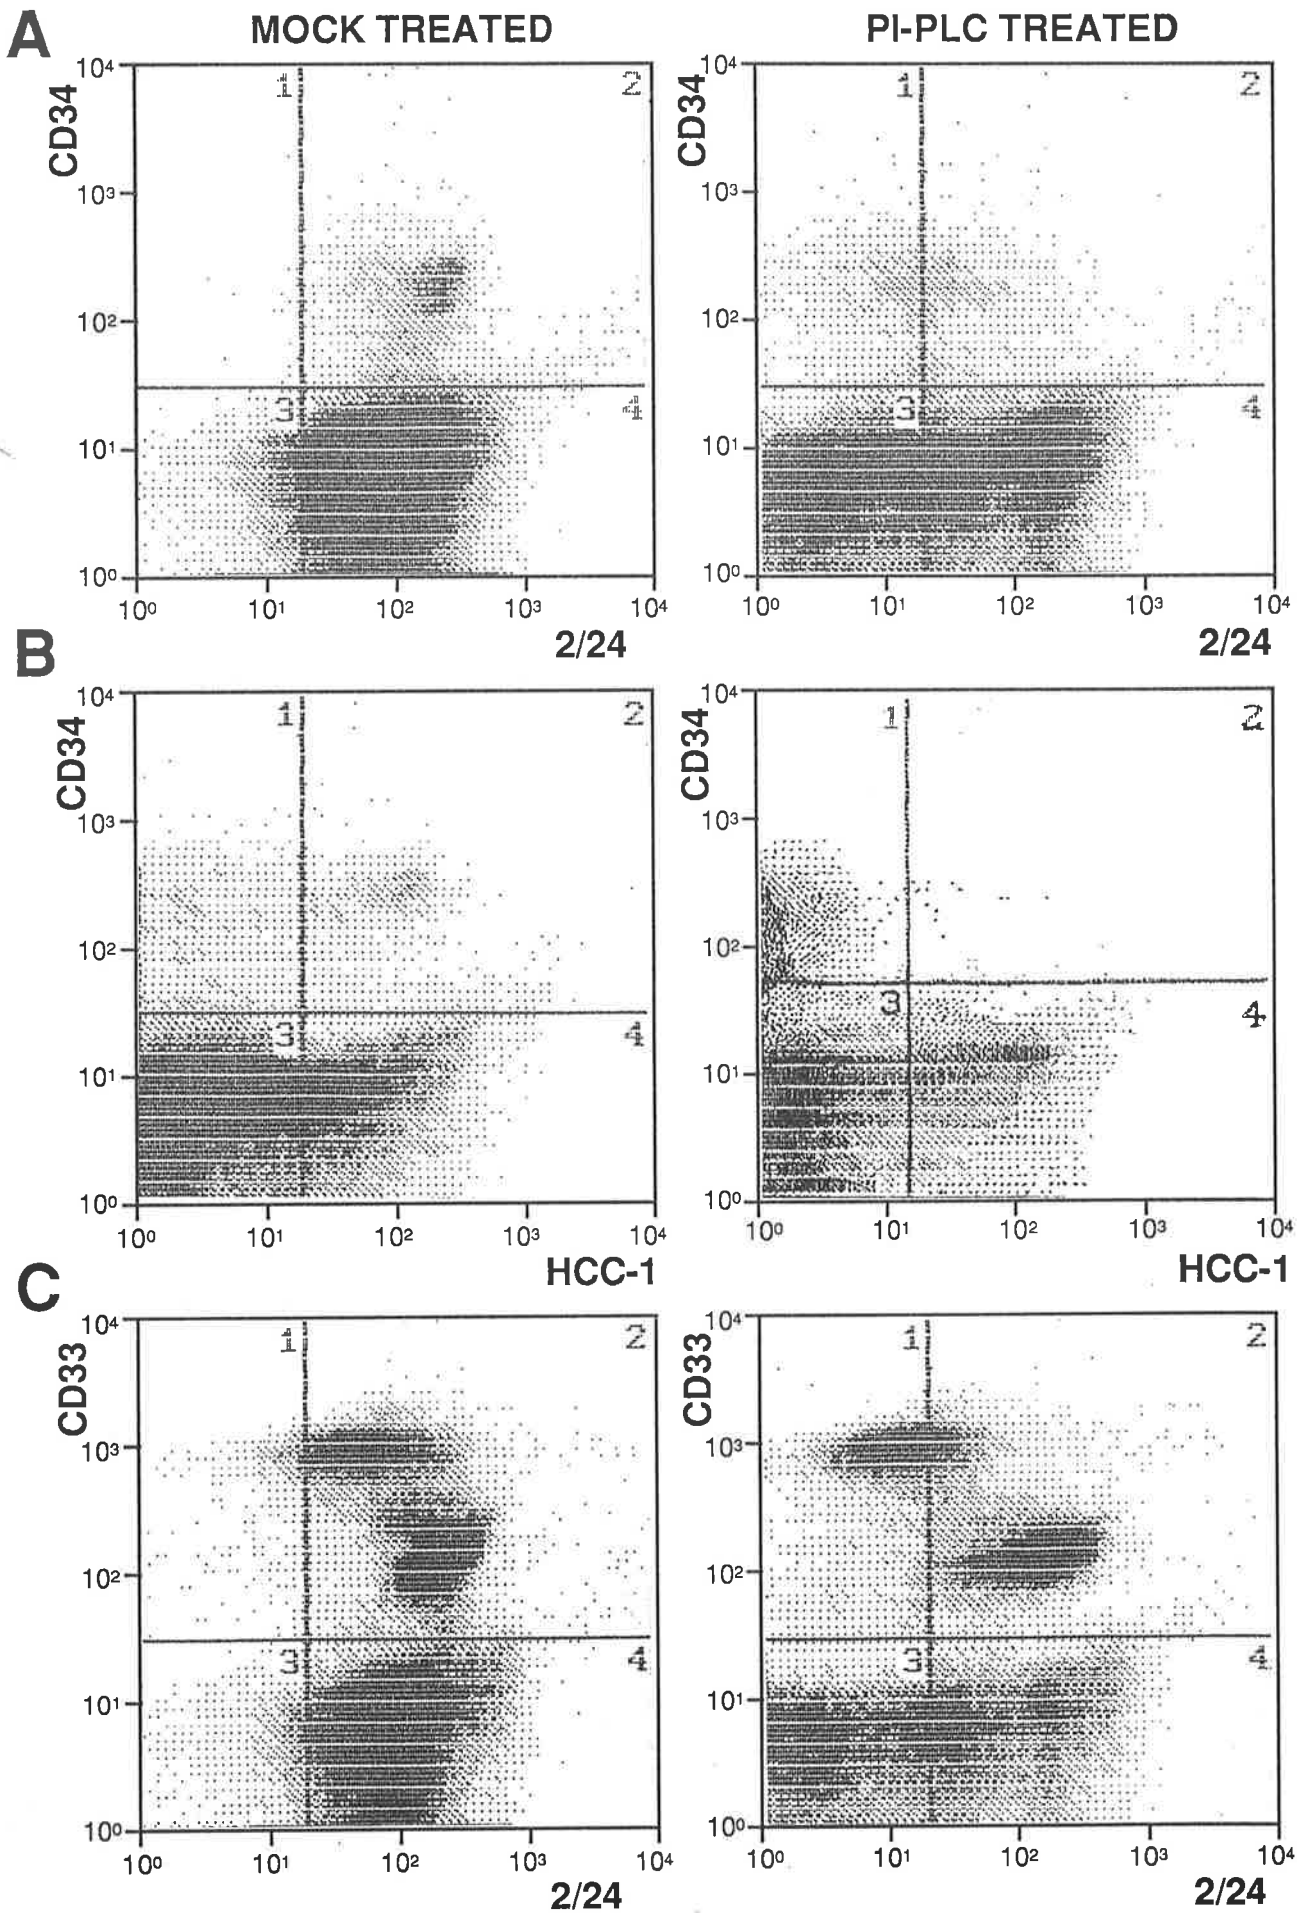 A MOCK TREATED PI-PLC TREATED
10⁴ 1 2 10⁴ 1 2
CD34 CD34
10³ 10³
10² 10²
3 4 3 4
10¹ 10¹
10⁰ 10⁰
10⁰ 10¹ 10² 10³ 10⁴ 10⁰ 10¹ 10² 10³ 10⁴
2/24 2/24
B
10⁴ 1 2 10⁴ 1 2
CD34 CD34
10³ 10³
10² 10²
3 4 3 4
10¹ 10¹
10⁰ 10⁰
10⁰ 10¹ 10² 10³ 10⁴ 10⁰ 10¹ 10² 10³ 10⁴
HCC-1 HCC-1
C
10⁴ 1 2 10⁴ 1 2
CD33 CD33
10³ 10³
10² 10²
3 4 3 4
10¹ 10¹
10⁰ 10⁰
10⁰ 10¹ 10² 10³ 10⁴ 10⁰ 10¹ 10² 10³ 10⁴
2/24 2/24